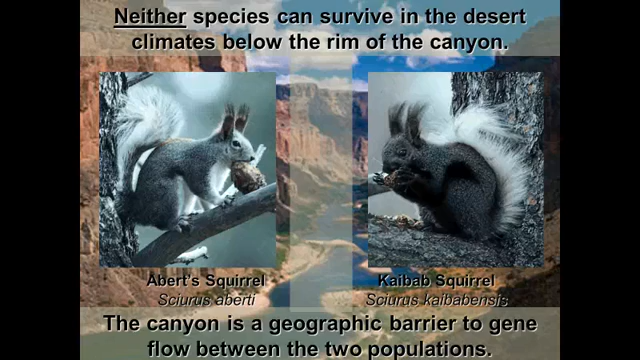 Neither species can survive in the desert
climates below the rim of the canyon.
Abert's Squirrel
Sciurus aberti
Kaibab Squirrel
Sciurus kaibabensis
The canyon is a geographic barrier to gene
flow between the two populations.